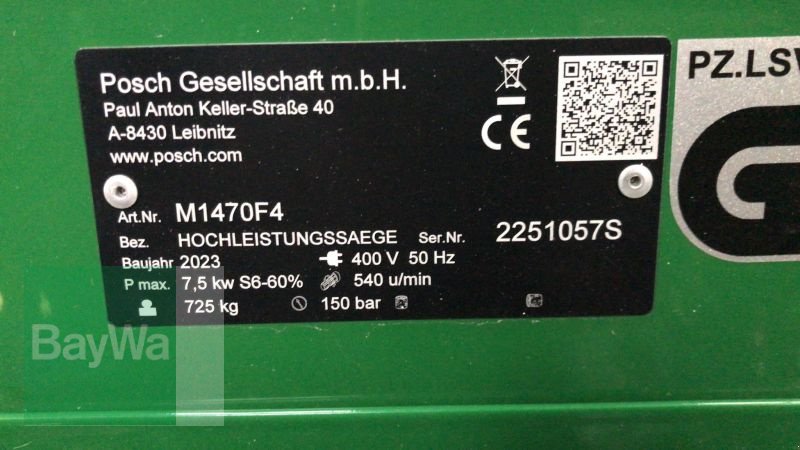 Posch Gesellschaft m.b.H.
Paul Anton Keller-Straße 40
A-8430 Leibnitz
www.posch.com
CE
PZ.LSV
Art.Nr. M1470F4
Bez. HOCHLEISTUNGSSAEGE Ser.Nr. 2251057S
Baujahr 2023 400 V 50 Hz
P max. 7,5 kw S6-60% 540 u/min
725 kg 150 bar
BayWa